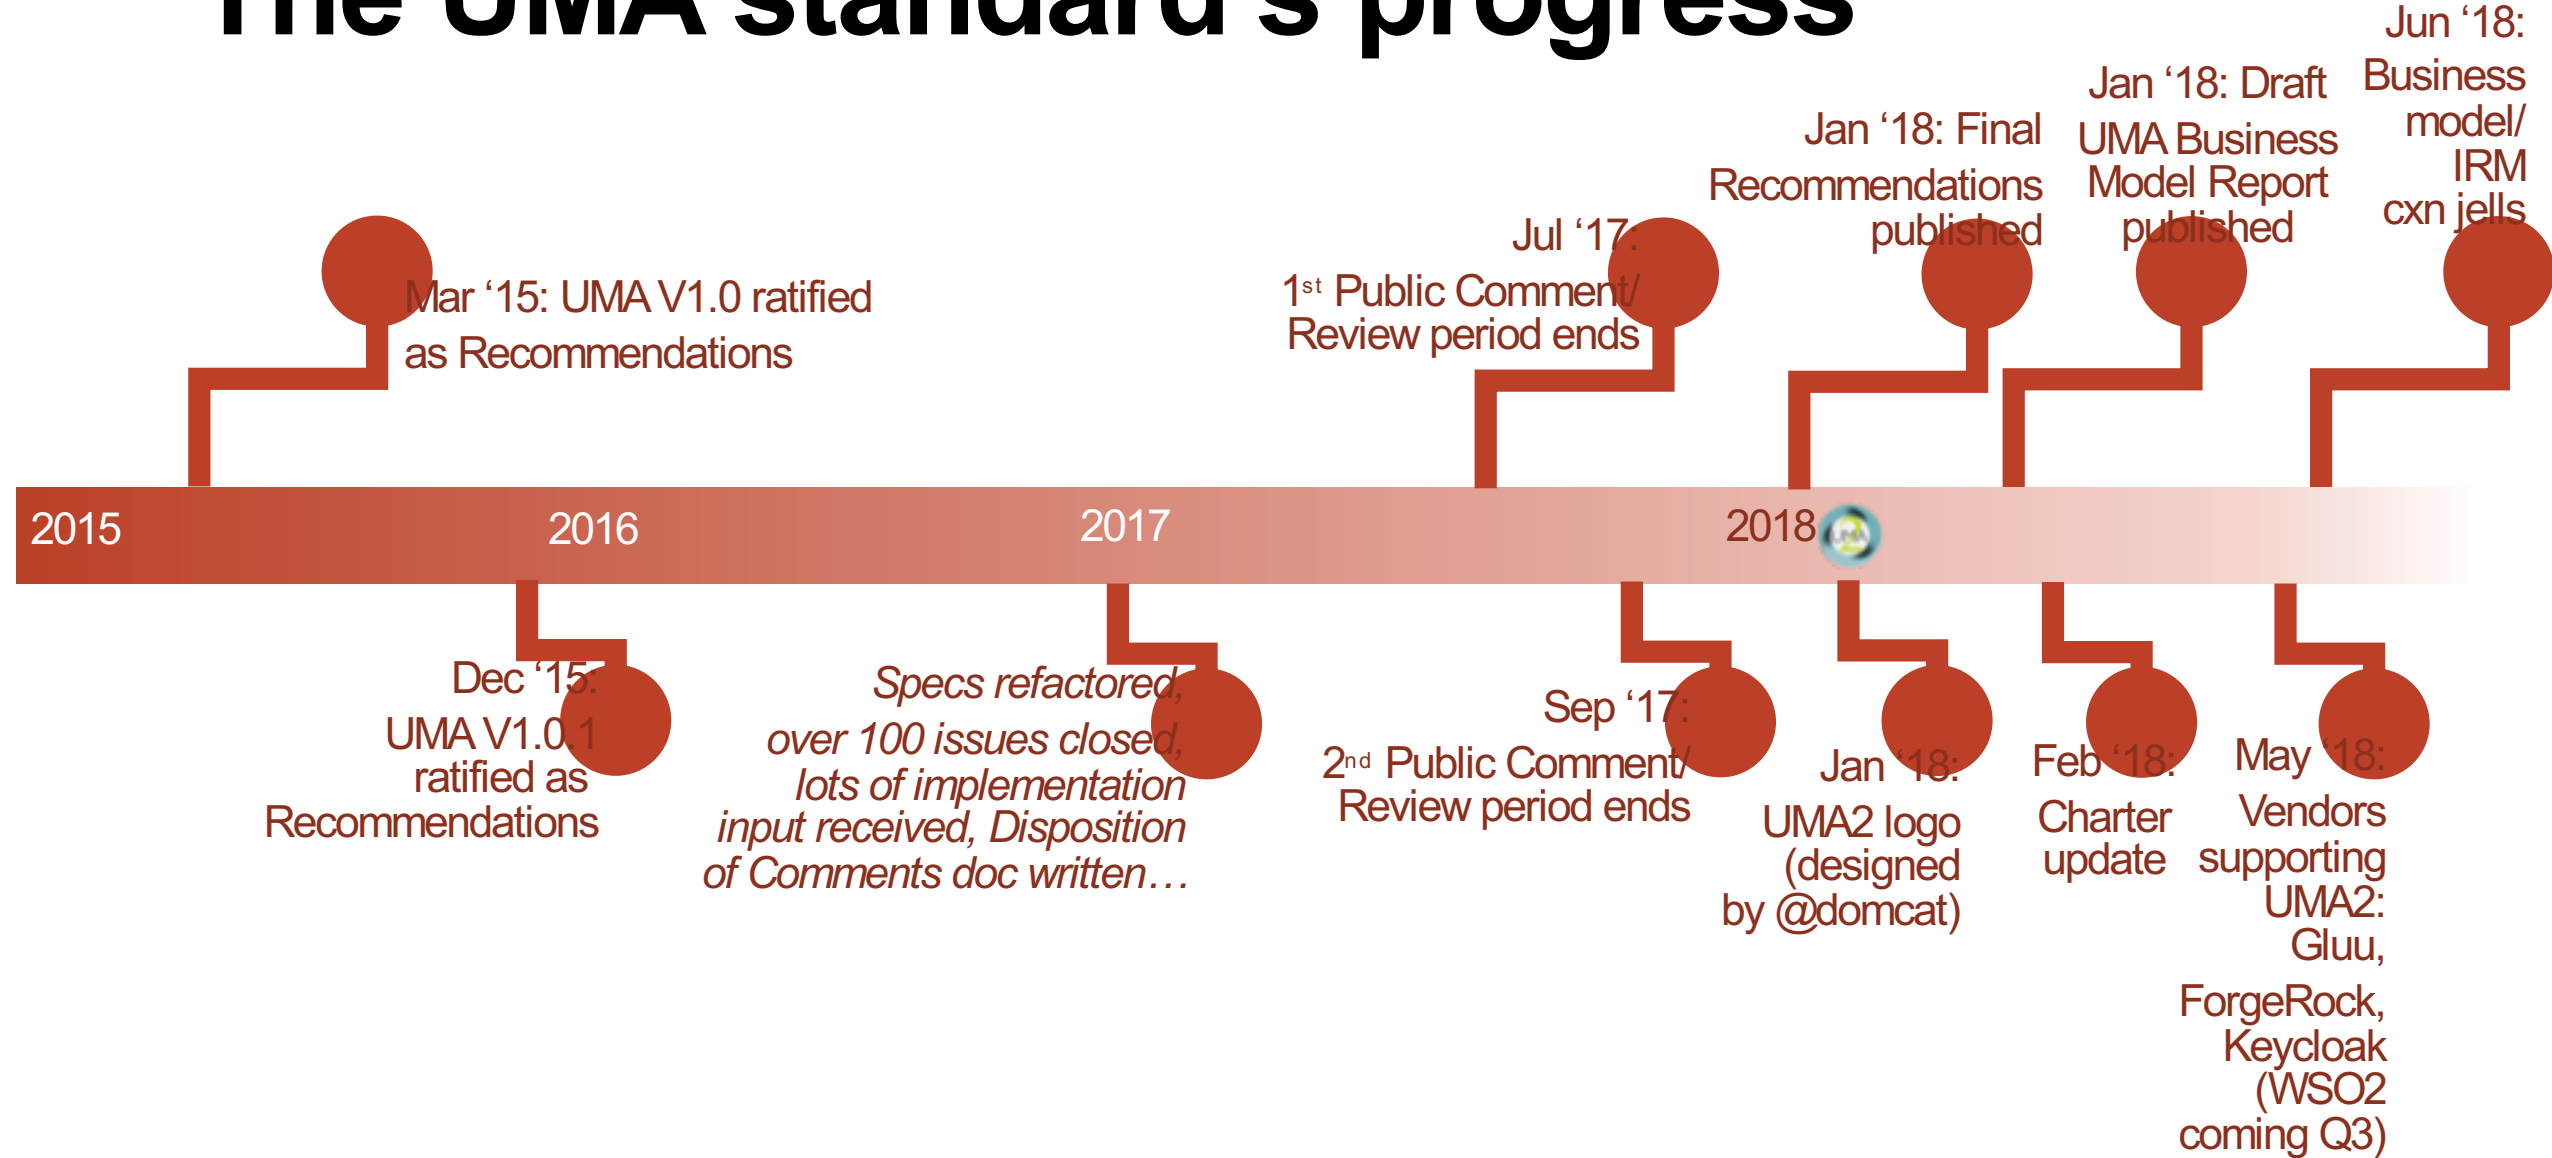 The UMA standard's progress
Mar ‘15: UMA V1.0 ratified
as Recommendations
Jul ‘17:
1st Public Comment/
Review period ends
Jan ‘18: Final
Recommendations
published
Jan ‘18: Draft
UMA Business
Model Report
published
Jun ‘18:
Business
model/
IRM
cxn jells
2015
2016
2017
2018
UMA
2
Dec ‘15:
UMA V1.0.1
ratified as
Recommendations
Specs refactored,
over 100 issues closed,
lots of implementation
input received, Disposition
of Comments doc written…
Sep ‘17:
2nd Public Comment/
Review period ends
Jan ‘18:
UMA2 logo
(designed
by @domcat)
Feb ‘18:
Charter
update
May ‘18:
Vendors
supporting
UMA2:
Gluu,
ForgeRock,
Keycloak
(WSO2
coming Q3)